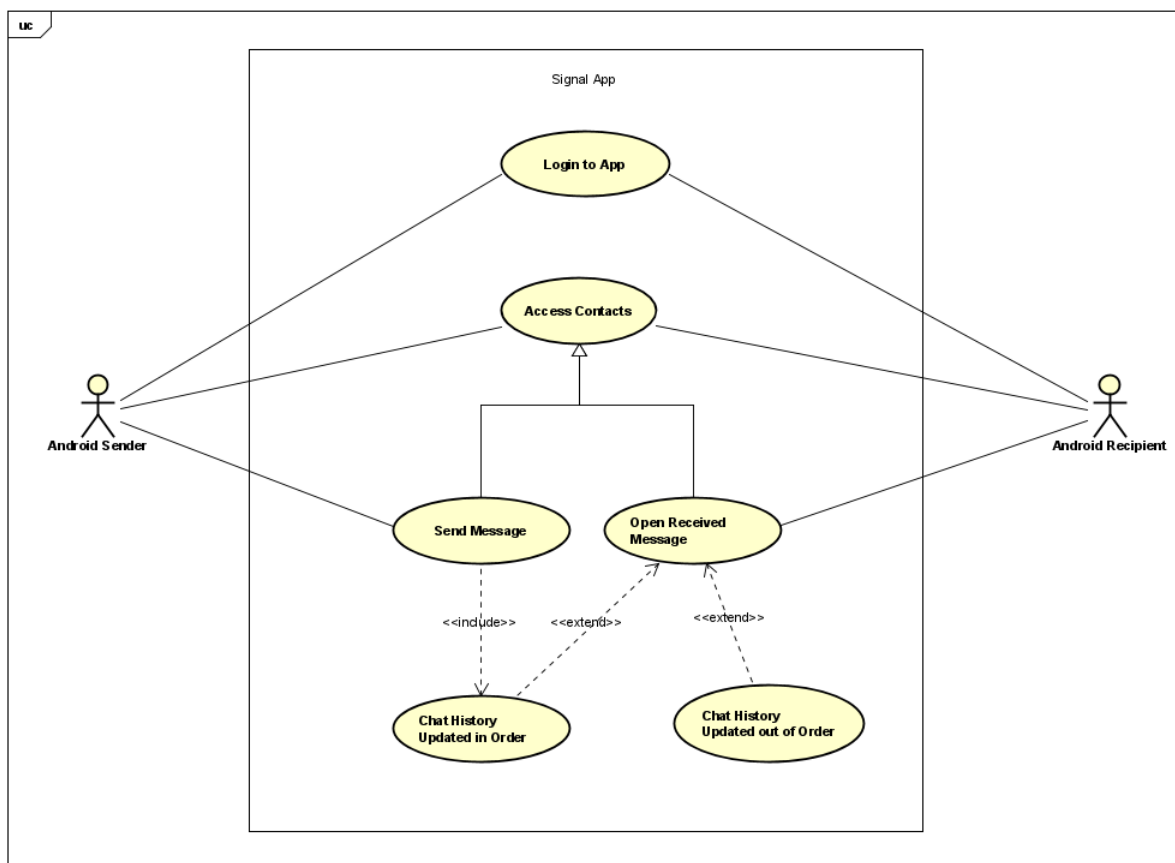 uc
Signal App
Login to App
Access Contacts
Android Sender
Android Recipient
Send Message
Open Received
Message
<<include>>
<<extend>>
<<extend>>
Chat History
Updated in Order
Chat History
Updated out of Order